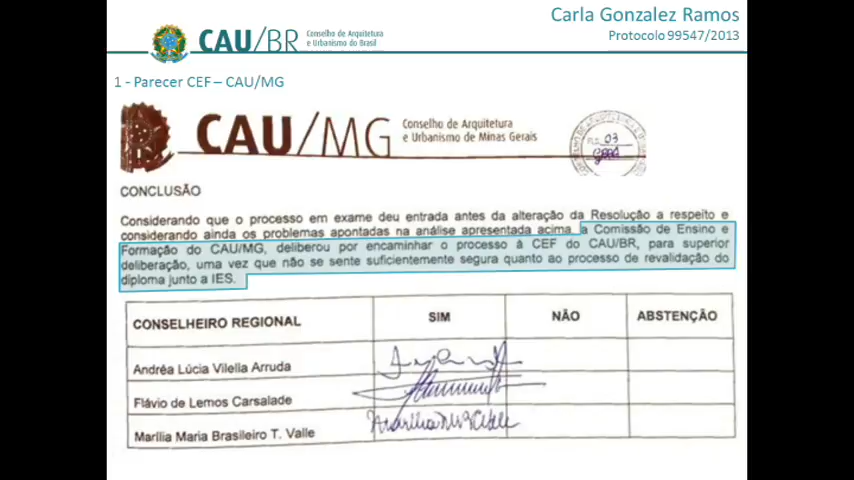 Carla Gonzalez Ramos
Protocolo 99547/2013
CAU/BR Conselho de Arquitetura
e Urbanismo do Brasil
1 - Parecer CEF – CAU/MG
CAU/MG Conselho de Arquitetura
e Urbanismo de Minas Gerais
FLS. 03
CONCLUSÃO
Considerando que o processo em exame deu entrada antes da alteração da Resolução a respeito e
considerando ainda os problemas apontados na análise apresentada acima, a Comissão de Ensino e
Formação do CAU/MG, deliberou por encaminhar o processo à CEF do CAU/BR, para superior
deliberação, uma vez que não se sente suficientemente segura quanto ao processo de revalidação do
diploma junto a IES.
CONSELHEIRO REGIONAL SIM NÃO ABSTENÇÃO
Andréa Lúcia Vilella Arruda
Flávio de Lemos Carsalade
Marília Maria Brasileiro T. Valle